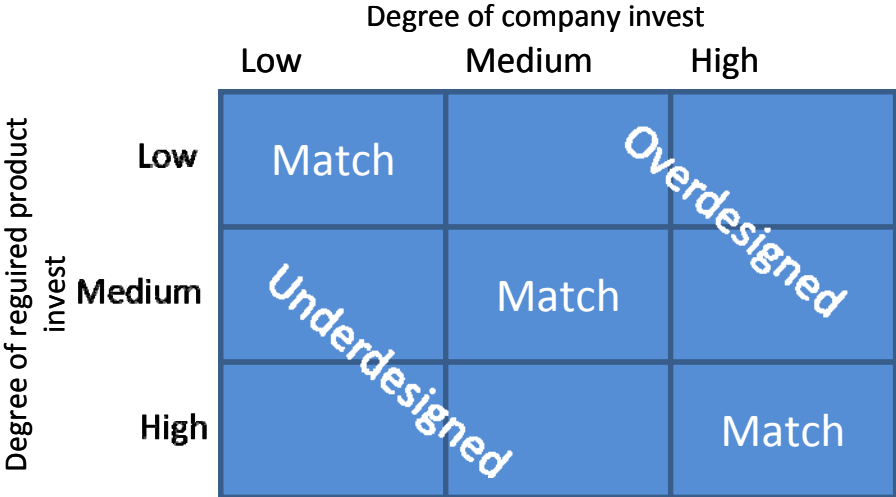 Degree of company invest
Low Medium High
Degree of reguired product
invest
Low Match
Overdesigned
Medium Match
Underdesigned
High Match